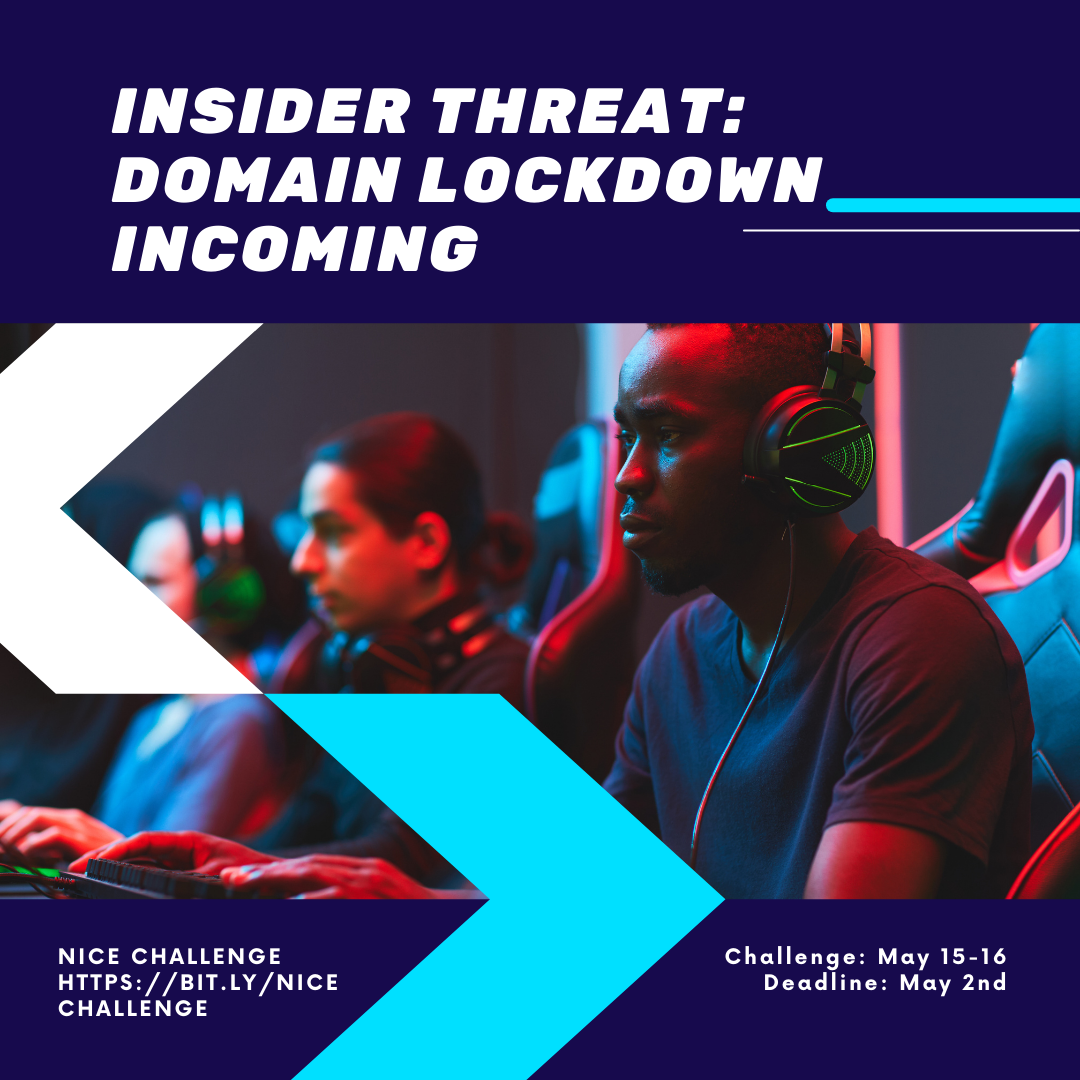 INSIDER THREAT:
DOMAIN LOCKDOWN
INCOMING
NICE CHALLENGE
HTTPS://BIT.LY/NICE
CHALLENGE
Challenge: May 15-16
Deadline: May 2nd